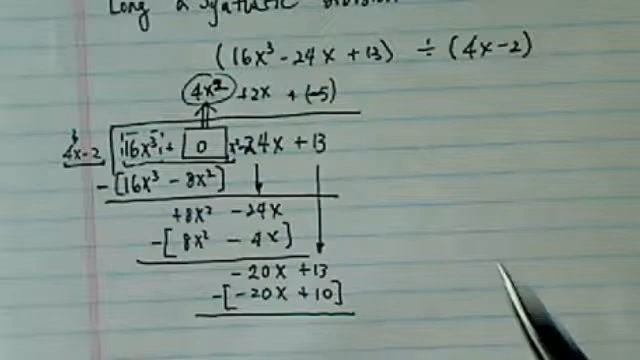 Long & Synthetic Division
(16x³ - 24x + 13) ÷ (4x-2)
4x² +2x + (-5)
4x-2 16x³ + 0 x² -24x + 13
-[16x³ - 8x²]
+8x² -24x
-[8x² - 4x]
-20x +13
-[-20x +10]